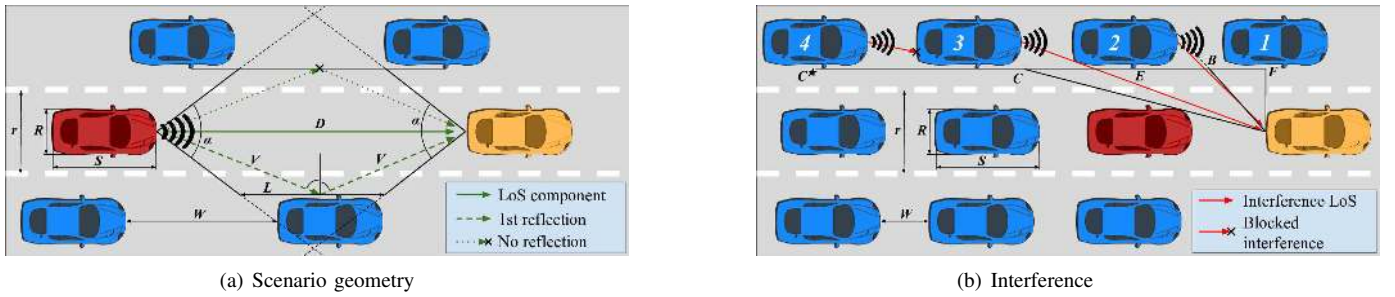 r
R
S
D
V
V
L
α
α
W
LoS component
1st reflection
No reflection
(a) Scenario geometry
4
3
2
1
B
C★
C
E
F
r
R
S
W
Interference LoS
Blocked
interference
(b) Interference